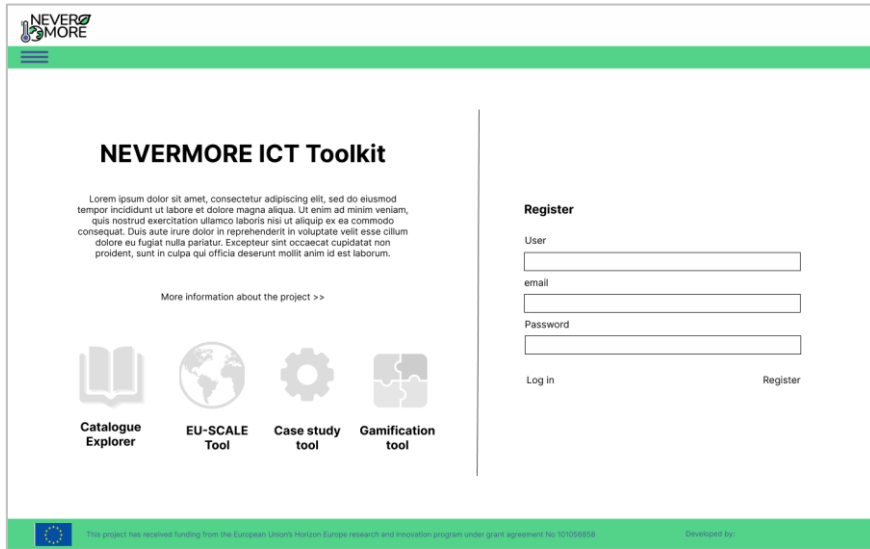 NEVER
MORE
NEVERMORE ICT Toolkit
Lorem ipsum dolor sit amet, consectetur adipiscing elit, sed do eiusmod
tempor incididunt ut labore et dolore magna aliqua. Ut enim ad minim veniam,
quis nostrud exercitation ullamco laboris nisi ut aliquip ex ea commodo
consequat. Duis aute irure dolor in reprehenderit in voluptate velit esse cillum
dolore eu fugiat nulla pariatur. Excepteur sint occaecat cupidatat non
proident, sunt in culpa qui officia deserunt mollit anim id est laborum.
More information about the project >>
Catalogue
Explorer
EU-SCALE
Tool
Case study
tool
Gamification
tool
Register
User
email
Password
Log in
Register
This project has received funding from the European Union's Horizon Europe research and innovation program under grant agreement No 101056858
Developed by: